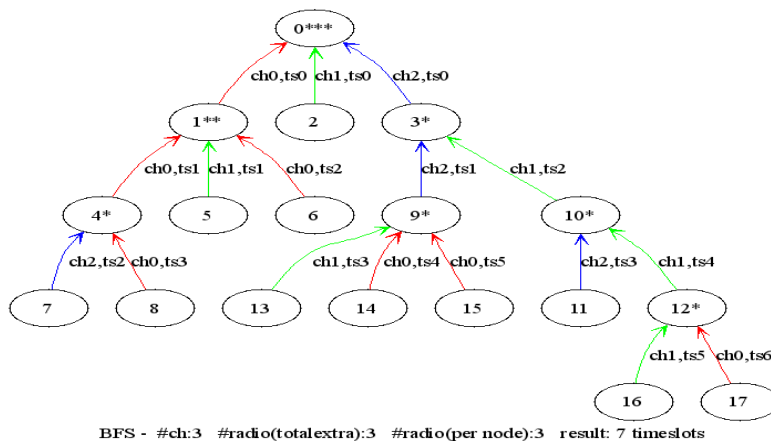 0***
ch0,ts0 ch1,ts0 ch2,ts0
1** 2 3*
ch0,ts1 ch1,ts1 ch0,ts2 ch2,ts1 ch1,ts2
4* 5 6 9* 10*
ch2,ts2 ch0,ts3 ch1,ts3 ch0,ts4 ch0,ts5 ch2,ts3 ch1,ts4
7 8 13 14 15 11 12*
ch1,ts5 ch0,ts6
16 17
BFS - #ch:3 #radio(totalextra):3 #radio(per node):3 result: 7 timeslots